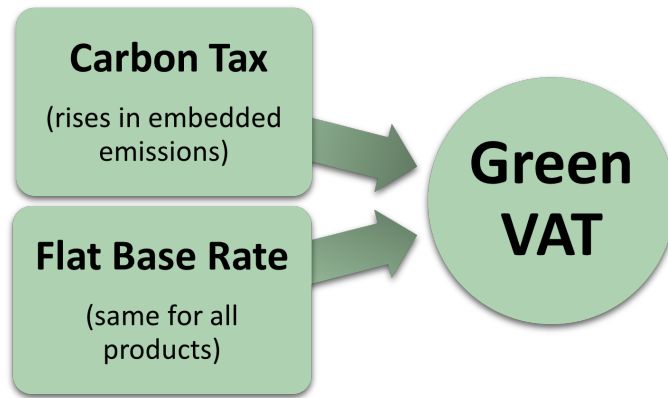 Carbon Tax
(rises in embedded
emissions)
Flat Base Rate
(same for all
products)
Green
VAT